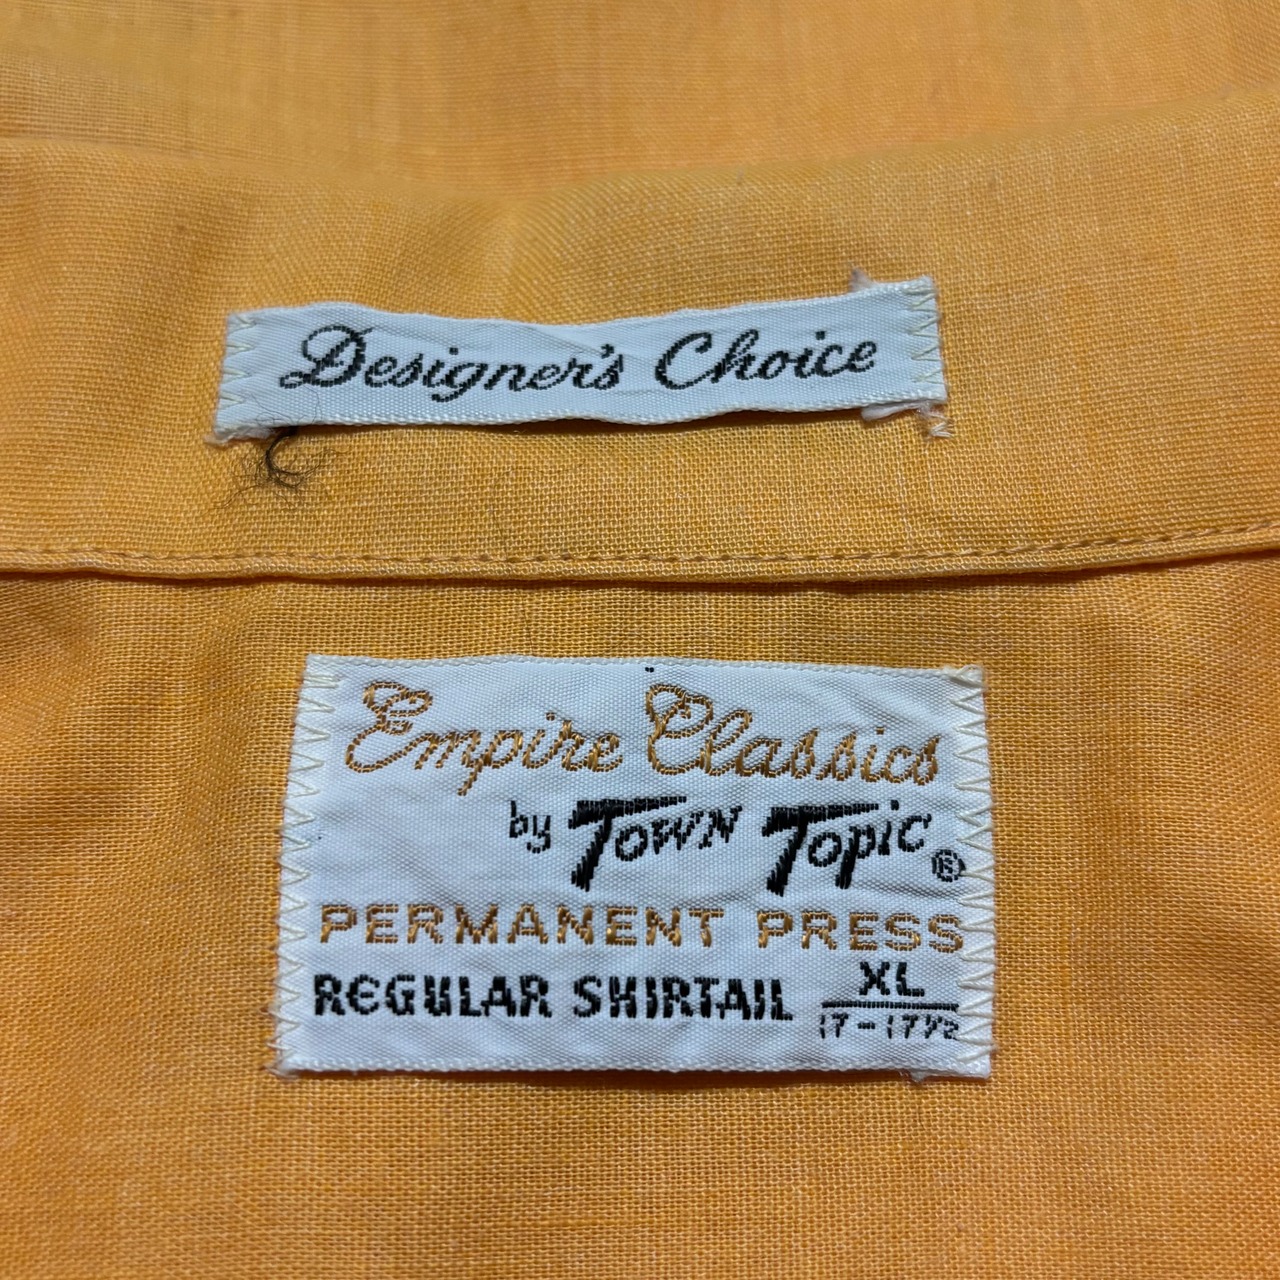 Designer's Choice
Empire Classics
by Town Topic ®
PERMANENT PRESS
REGULAR SHIRTAIL XL
17-17½